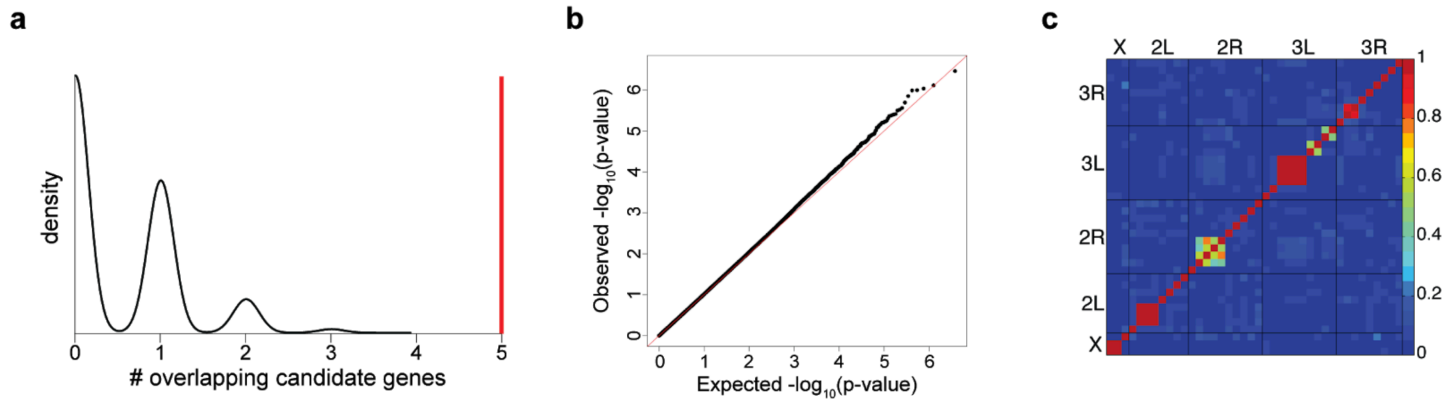 a
density
0 1 2 3 4 5
# overlapping candidate genes
b
Observed -log10(p-value)
6
5
4
3
2
1
0
0 1 2 3 4 5 6
Expected -log10(p-value)
c
X 2L 2R 3L 3R
3R
3L
2R
2L
X
1
0.8
0.6
0.4
0.2
0